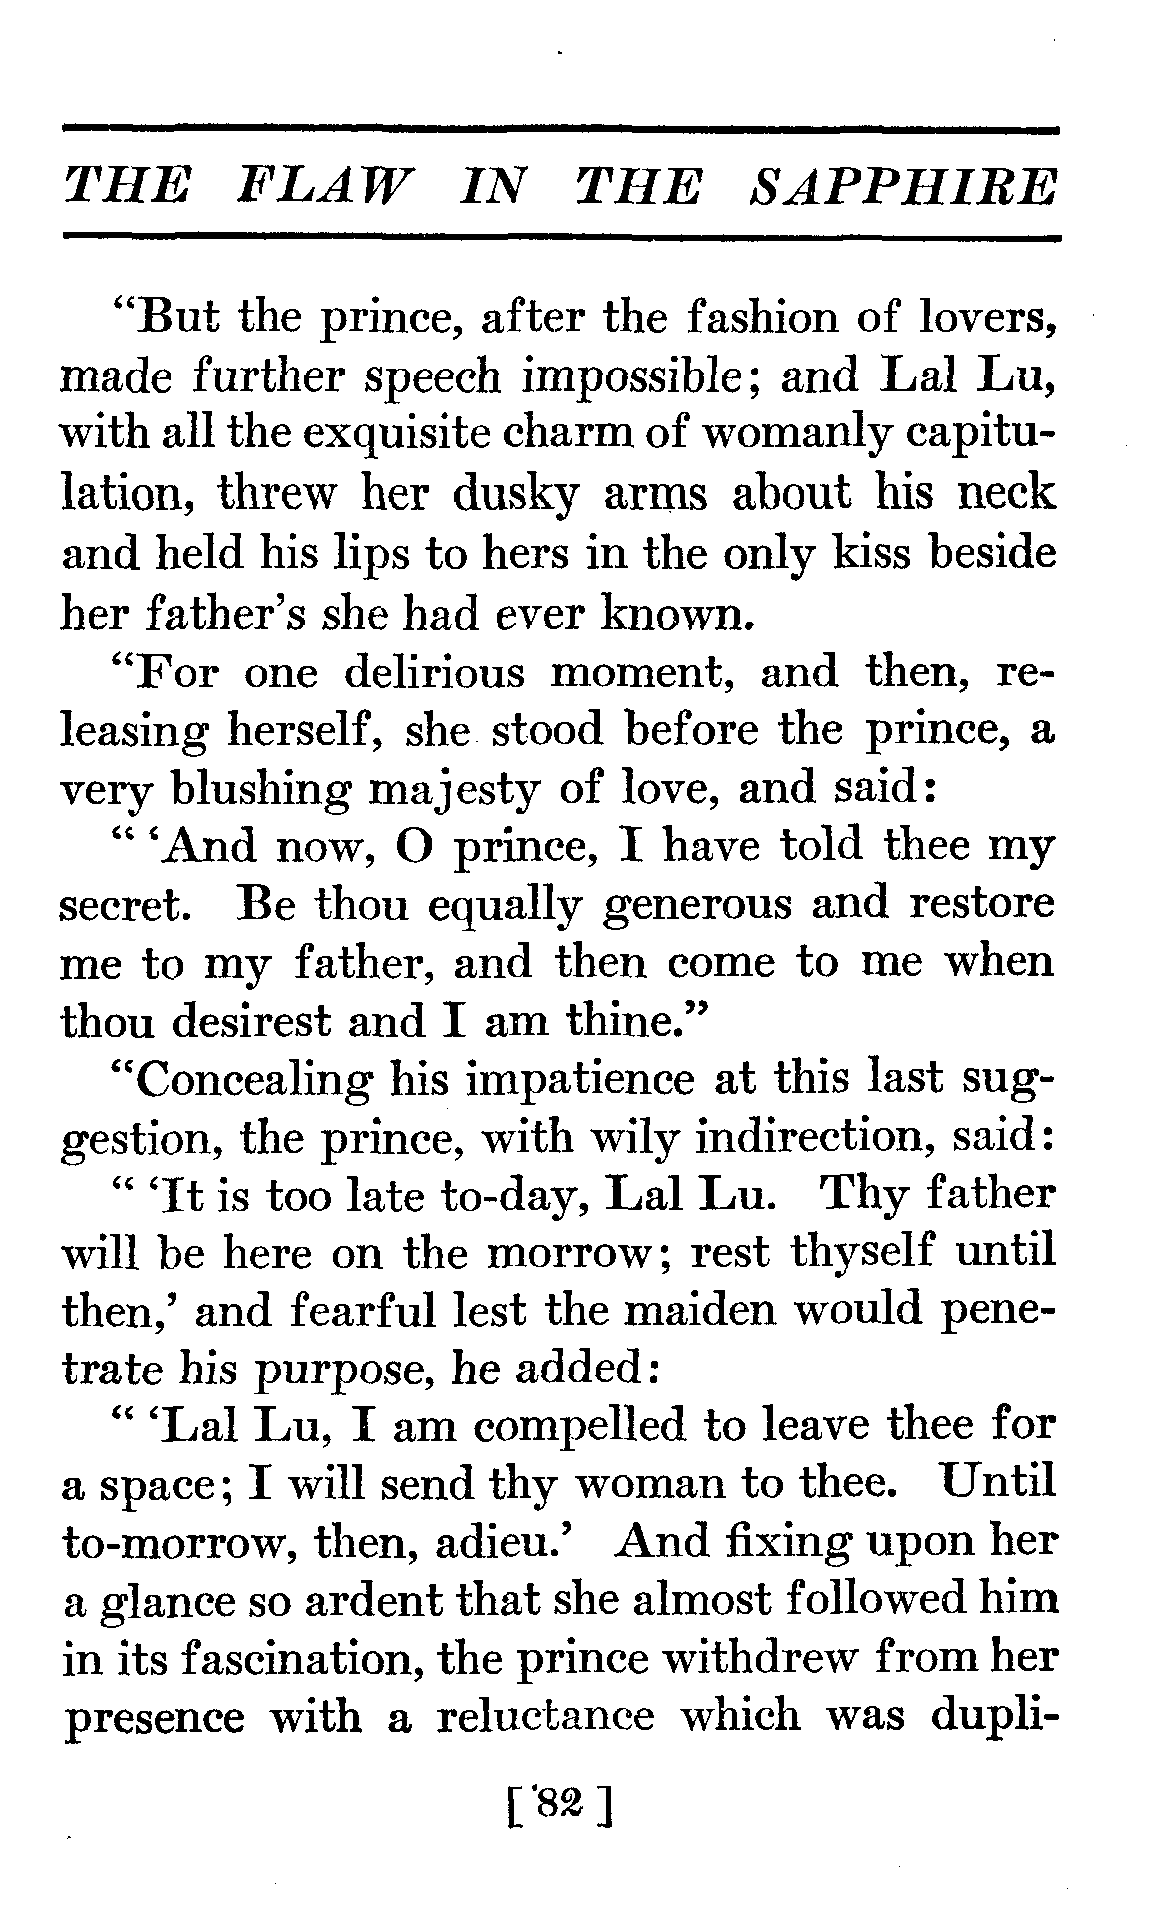 THE FLAW IN THE SAPPHIRE
“But the prince, after the fashion of lovers,
made further speech impossible; and Lal Lu,
with all the exquisite charm of womanly capitu-
lation, threw her dusky arms about his neck
and held his lips to hers in the only kiss beside
her father’s she had ever known.
“For one delirious moment, and then, re-
leasing herself, she stood before the prince, a
very blushing majesty of love, and said:
“ ‘And now, O prince, I have told thee my
secret. Be thou equally generous and restore
me to my father, and then come to me when
thou desirest and I am thine.”
“Concealing his impatience at this last sug-
gestion, the prince, with wily indirection, said:
“ ‘It is too late to-day, Lal Lu. Thy father
will be here on the morrow; rest thyself until
then,’ and fearful lest the maiden would pene-
trate his purpose, he added:
“ ‘Lal Lu, I am compelled to leave thee for
a space; I will send thy woman to thee. Until
to-morrow, then, adieu.’ And fixing upon her
a glance so ardent that she almost followed him
in its fascination, the prince withdrew from her
presence with a reluctance which was dupli-
[ 82 ]